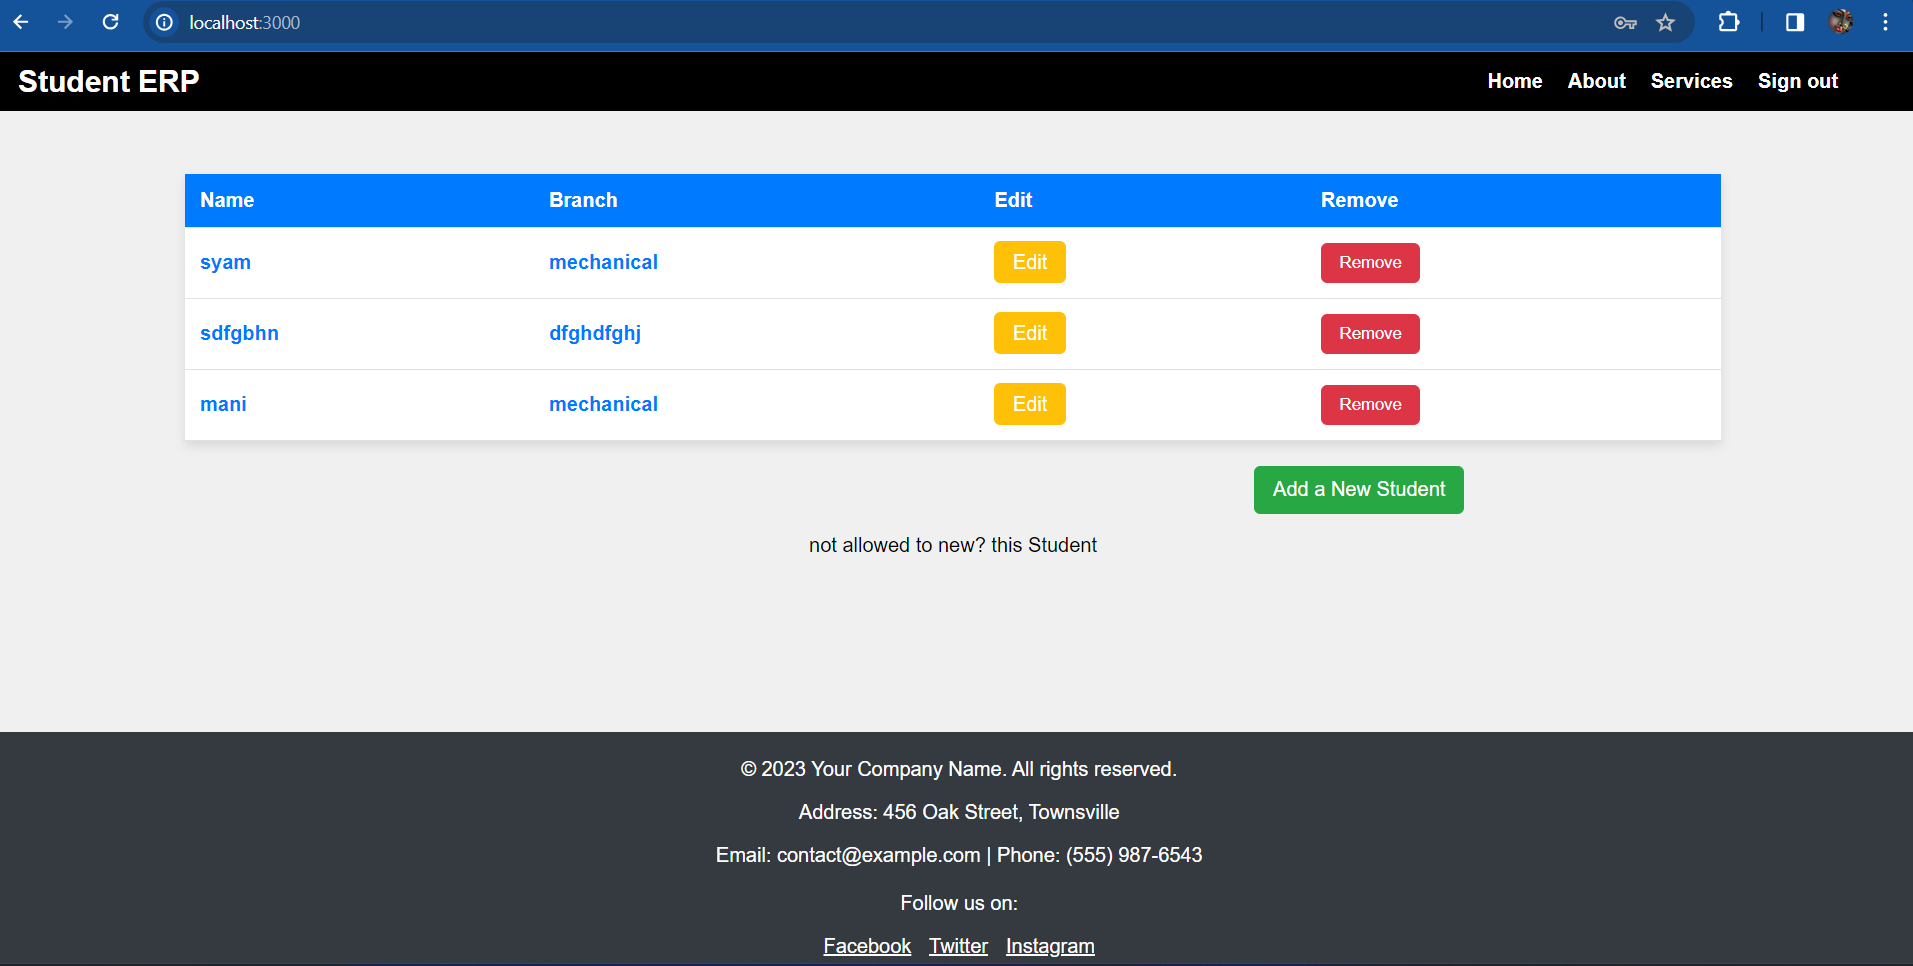 localhost:3000
Student ERP Home About Services Sign out
Name Branch Edit Remove
syam mechanical Edit Remove
sdfgbhn dfghdfghj Edit Remove
mani mechanical Edit Remove
Add a New Student
not allowed to new? this Student
© 2023 Your Company Name. All rights reserved.
Address: 456 Oak Street, Townsville
Email: contact@example.com | Phone: (555) 987-6543
Follow us on:
Facebook Twitter Instagram